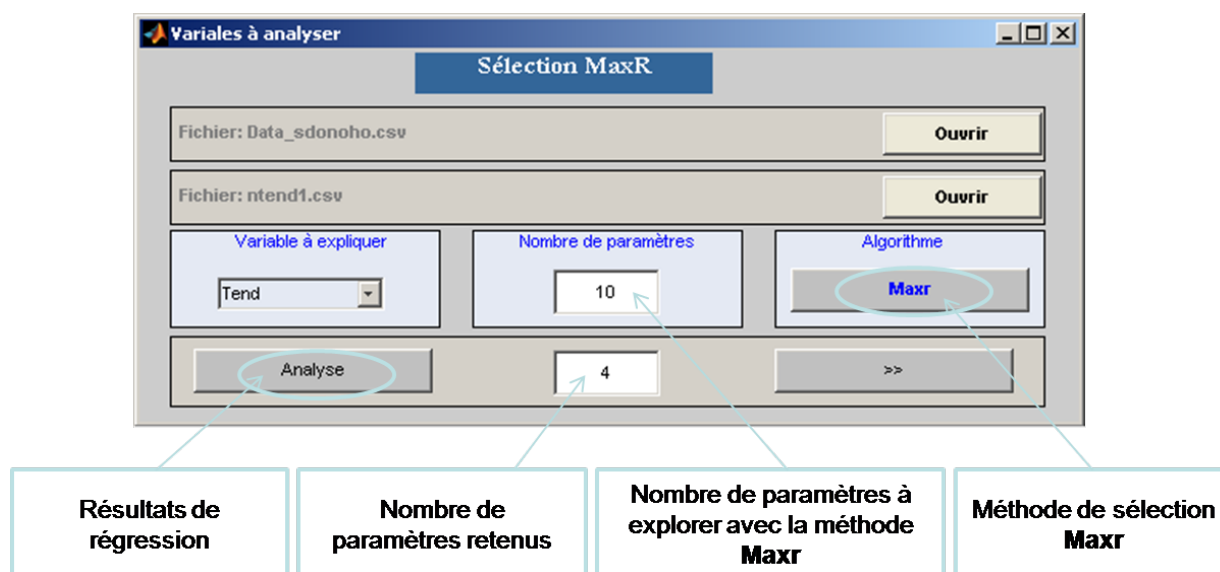 Variales à analyser
Sélection MaxR
Fichier: Data_sdonoho.csv
Ouvrir
Fichier: ntend1.csv
Ouvrir
Variable à expliquer
Nombre de paramètres
Algorithme
Tend
10
Maxr
Analyse
4
>>
Résultats de
régression
Nombre de
paramètres retenus
Nombre de paramètres à
explorer avec la méthode
Maxr
Méthode de sélection
Maxr